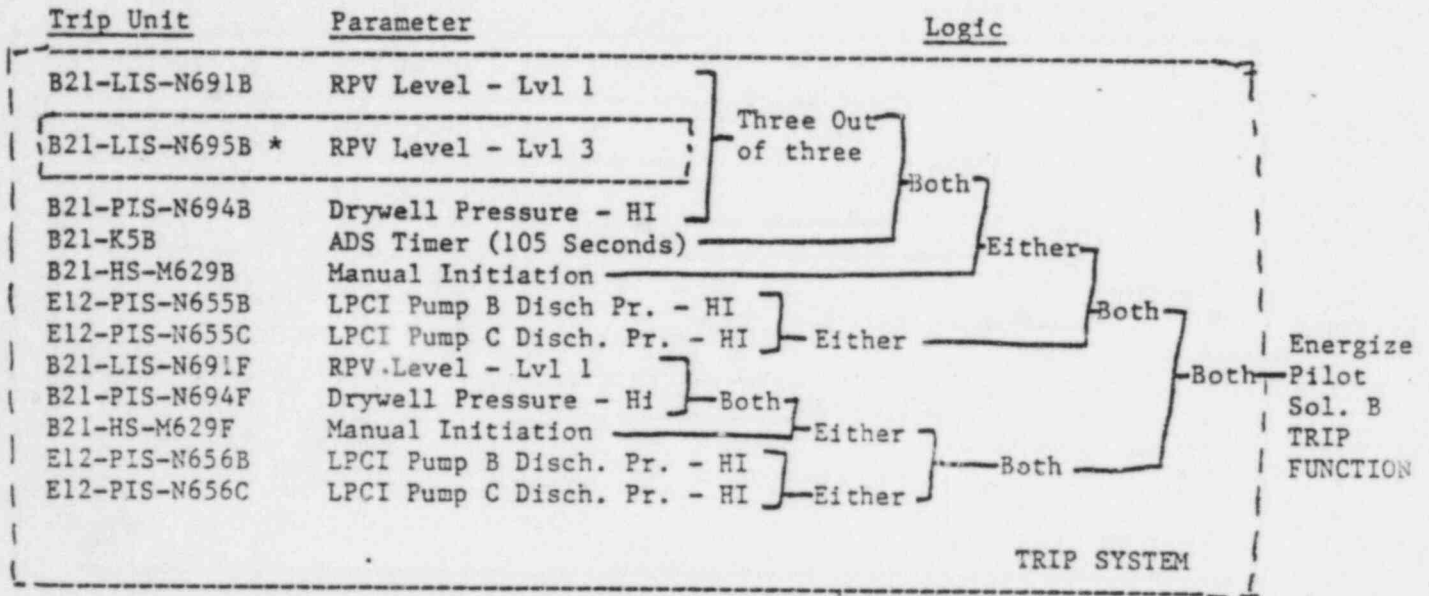 Trip Unit Parameter Logic
B21-LIS-N691B RPV Level - Lvl 1
Three Out
B21-LIS-N695B * RPV Level - Lvl 3 of three
Both
B21-PIS-N694B Drywell Pressure - HI
B21-K5B ADS Timer (105 Seconds) Either
B21-HS-M629B Manual Initiation
E12-PIS-N655B LPCI Pump B Disch Pr. - HI Both
E12-PIS-N655C LPCI Pump C Disch. Pr. - HI Either
B21-LIS-N691F RPV Level - Lvl 1
B21-PIS-N694F Drywell Pressure - Hi Both
B21-HS-M629F Manual Initiation Either
E12-PIS-N656B LPCI Pump B Disch. Pr. - HI Both
E12-PIS-N656C LPCI Pump C Disch. Pr. - HI Either
Both
Energize
Pilot
Sol. B
TRIP
FUNCTION
TRIP SYSTEM